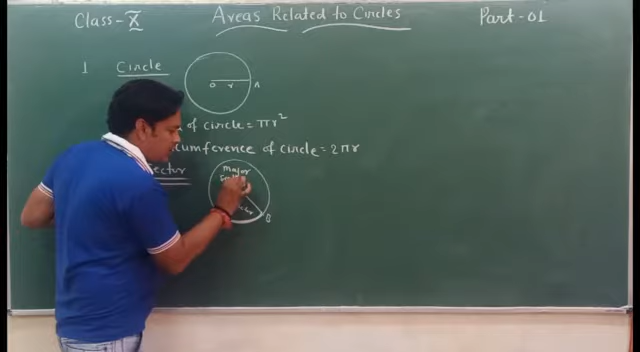 Class-X
Areas Related to Circles
Part-01
1 Circle
O r A
of circle = πr²
cumference of circle = 2πr
ector
major
B